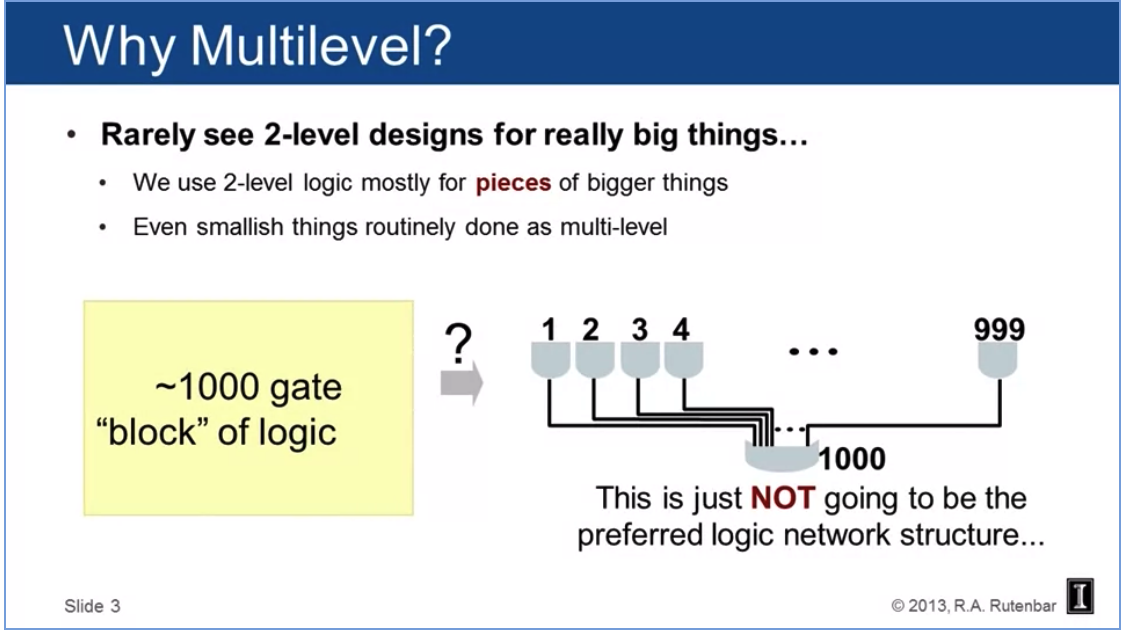 Why Multilevel?
• Rarely see 2-level designs for really big things…
• We use 2-level logic mostly for pieces of bigger things
• Even smallish things routinely done as multi-level
~1000 gate
“block” of logic
?
1 2 3 4 … 999
…
1000
This is just NOT going to be the
preferred logic network structure...
Slide 3
© 2013, R.A. Rutenbar
I